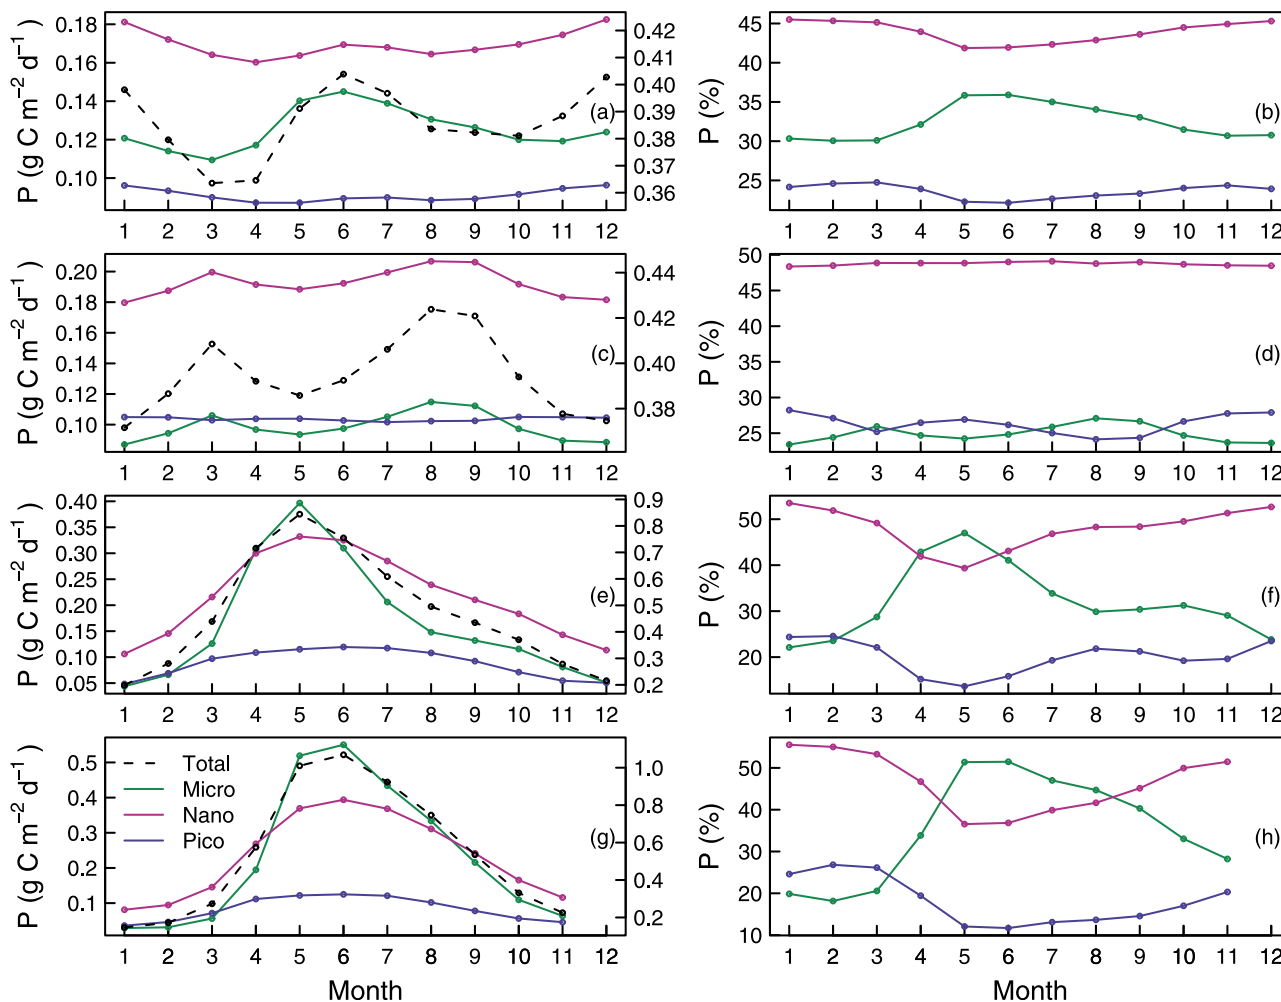 0.18
0.16
0.14
0.12
0.10
P (g C m⁻² d⁻¹)
0.42
0.41
0.40
0.39
0.38
0.37
0.36
(a)
1 2 3 4 5 6 7 8 9 10 11 12
45
40
35
30
25
P (%)
(b)
1 2 3 4 5 6 7 8 9 10 11 12
0.20
0.18
0.16
0.14
0.12
0.10
P (g C m⁻² d⁻¹)
0.44
0.42
0.40
0.38
(c)
1 2 3 4 5 6 7 8 9 10 11 12
50
45
40
35
30
25
P (%)
(d)
1 2 3 4 5 6 7 8 9 10 11 12
0.40
0.35
0.30
0.25
0.20
0.15
0.10
0.05
P (g C m⁻² d⁻¹)
0.9
0.8
0.7
0.6
0.5
0.4
0.3
0.2
(e)
1 2 3 4 5 6 7 8 9 10 11 12
50
40
30
20
P (%)
(f)
1 2 3 4 5 6 7 8 9 10 11 12
0.5
0.4
0.3
0.2
0.1
P (g C m⁻² d⁻¹)
Total
Micro
Nano
Pico
1.0
0.8
0.6
0.4
0.2
(g)
1 2 3 4 5 6 7 8 9 10 11 12
Month
50
40
30
20
10
P (%)
(h)
1 2 3 4 5 6 7 8 9 10 11 12
Month